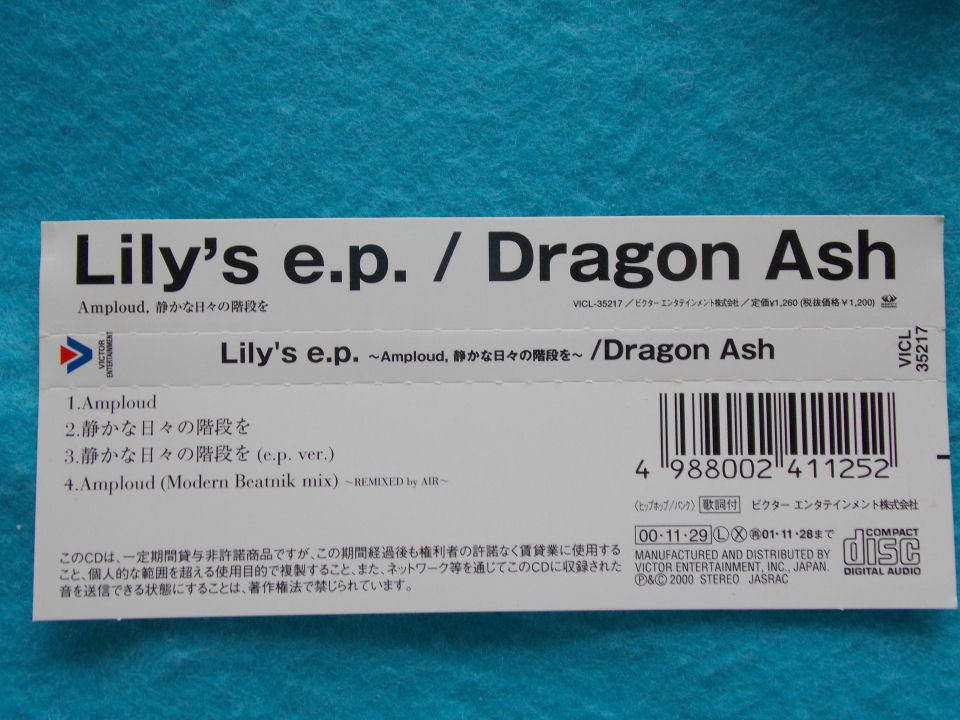 Lily's e.p. / Dragon Ash
Amploud, 静かな日々の階段を
VICL-35217／ビクター エンタテインメント株式会社／定価¥1,260 (税抜価格¥1,200)
VICTOR ENTERTAINMENT
Lily's e.p. ～Amploud, 静かな日々の階段を～ /Dragon Ash
VICL
35217
1.Amploud
2.静かな日々の階段を
3.静かな日々の階段を (e.p. ver.)
4.Amploud (Modern Beatnik mix) ～REMIXED by AIR～
4 988002 411252
〈ヒップホップ/パンク〉 歌詞付 ビクター エンタテインメント株式会社
00・11・29 Ⓛ Ⓧ ㊢01・11・28まで
MANUFACTURED AND DISTRIBUTED BY
VICTOR ENTERTAINMENT, INC., JAPAN.
Ⓟ&Ⓒ 2000 STEREO JASRAC
COMPACT
disc
DIGITAL AUDIO
このCDは、一定期間貸与非許諾商品ですが、この期間経過後も権利者の許諾なく賃貸業に使用する
こと、個人的な範囲を超える使用目的で複製すること、また、ネットワーク等を通じてこのCDに収録された
音を送信できる状態にすることは、著作権法で禁じられています。